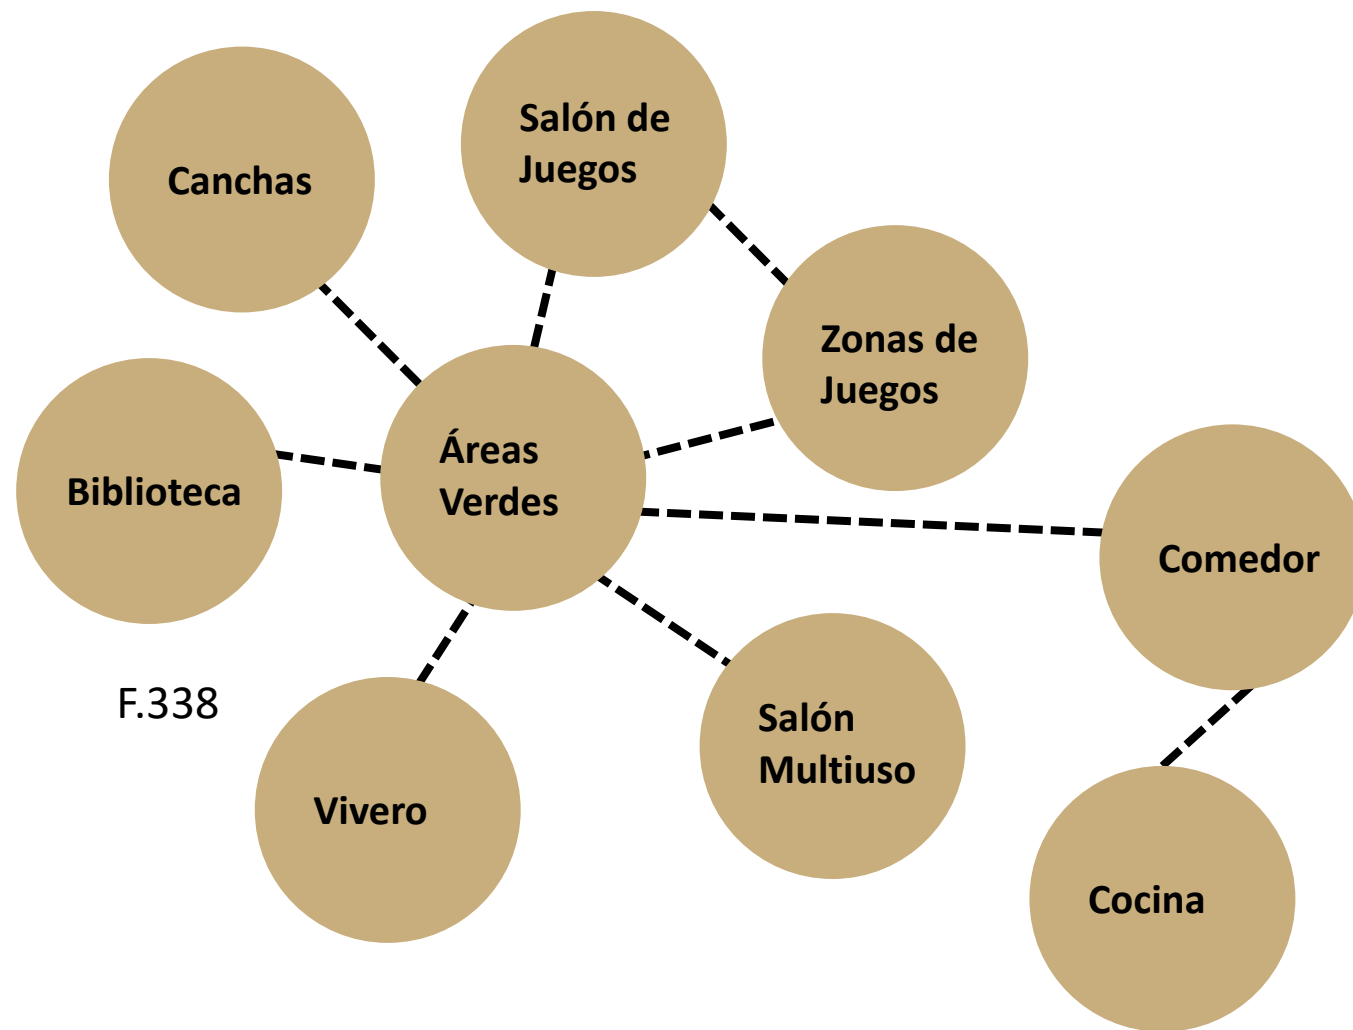 Salón de
Juegos
Canchas
Zonas de
Juegos
Áreas
Verdes
Biblioteca
Comedor
F.338
Salón
Multiuso
Vivero
Cocina